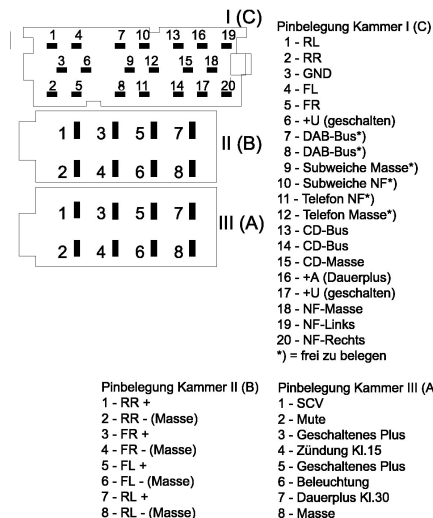 I (C)
1 4 7 10 13 16 19
3 6 9 12 15 18
2 5 8 11 14 17 20
II (B)
1 3 5 7
2 4 6 8
III (A)
1 3 5 7
2 4 6 8
Pinbelegung Kammer I (C)
1 - RL
2 - RR
3 - GND
4 - FL
5 - FR
6 - +U (geschalten)
7 - DAB-Bus*)
8 - DAB-Bus*)
9 - Subweiche Masse*)
10 - Subweiche NF*)
11 - Telefon NF*)
12 - Telefon Masse*)
13 - CD-Bus
14 - CD-Bus
15 - CD-Masse
16 - +A (Dauerplus)
17 - +U (geschalten)
18 - NF-Masse
19 - NF-Links
20 - NF-Rechts
*) = frei zu belegen
Pinbelegung Kammer II (B)
1 - RR +
2 - RR - (Masse)
3 - FR +
4 - FR - (Masse)
5 - FL +
6 - FL - (Masse)
7 - RL +
8 - RL - (Masse)
Pinbelegung Kammer III (A
1 - SCV
2 - Mute
3 - Geschaltenes Plus
4 - Zündung Kl.15
5 - Geschaltenes Plus
6 - Beleuchtung
7 - Dauerplus Kl.30
8 - Masse